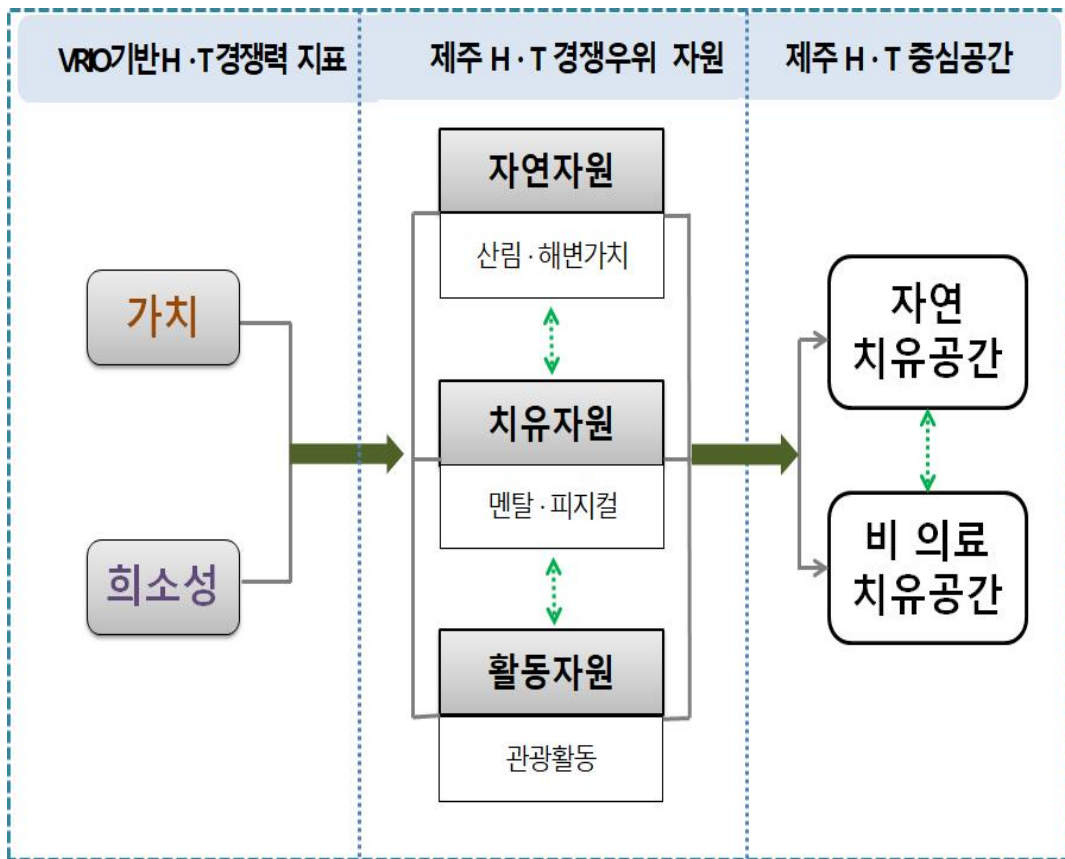 VRIO기반 H·T 경쟁력 지표
제주 H·T 경쟁우위 자원
제주 H·T 중심공간
가치
희소성
자연자원
산림·해변가치
치유자원
멘탈·피지컬
활동자원
관광활동
자연
치유공간
비 의료
치유공간